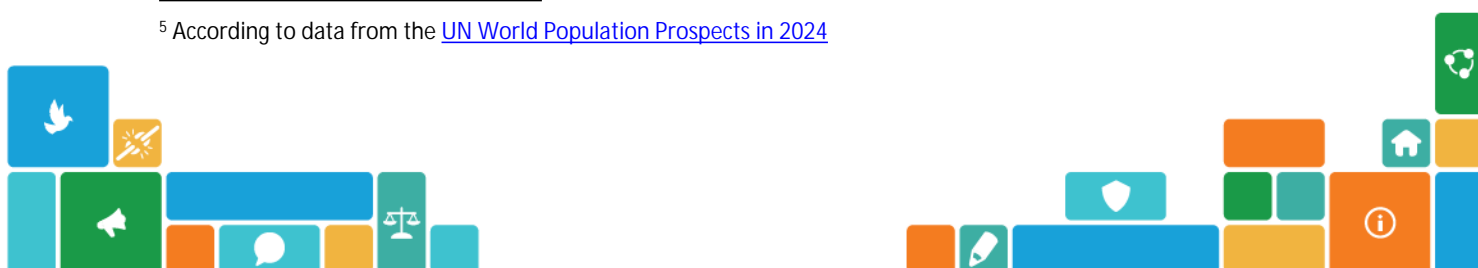 ⁵ According to data from the UN World Population Prospects in 2024